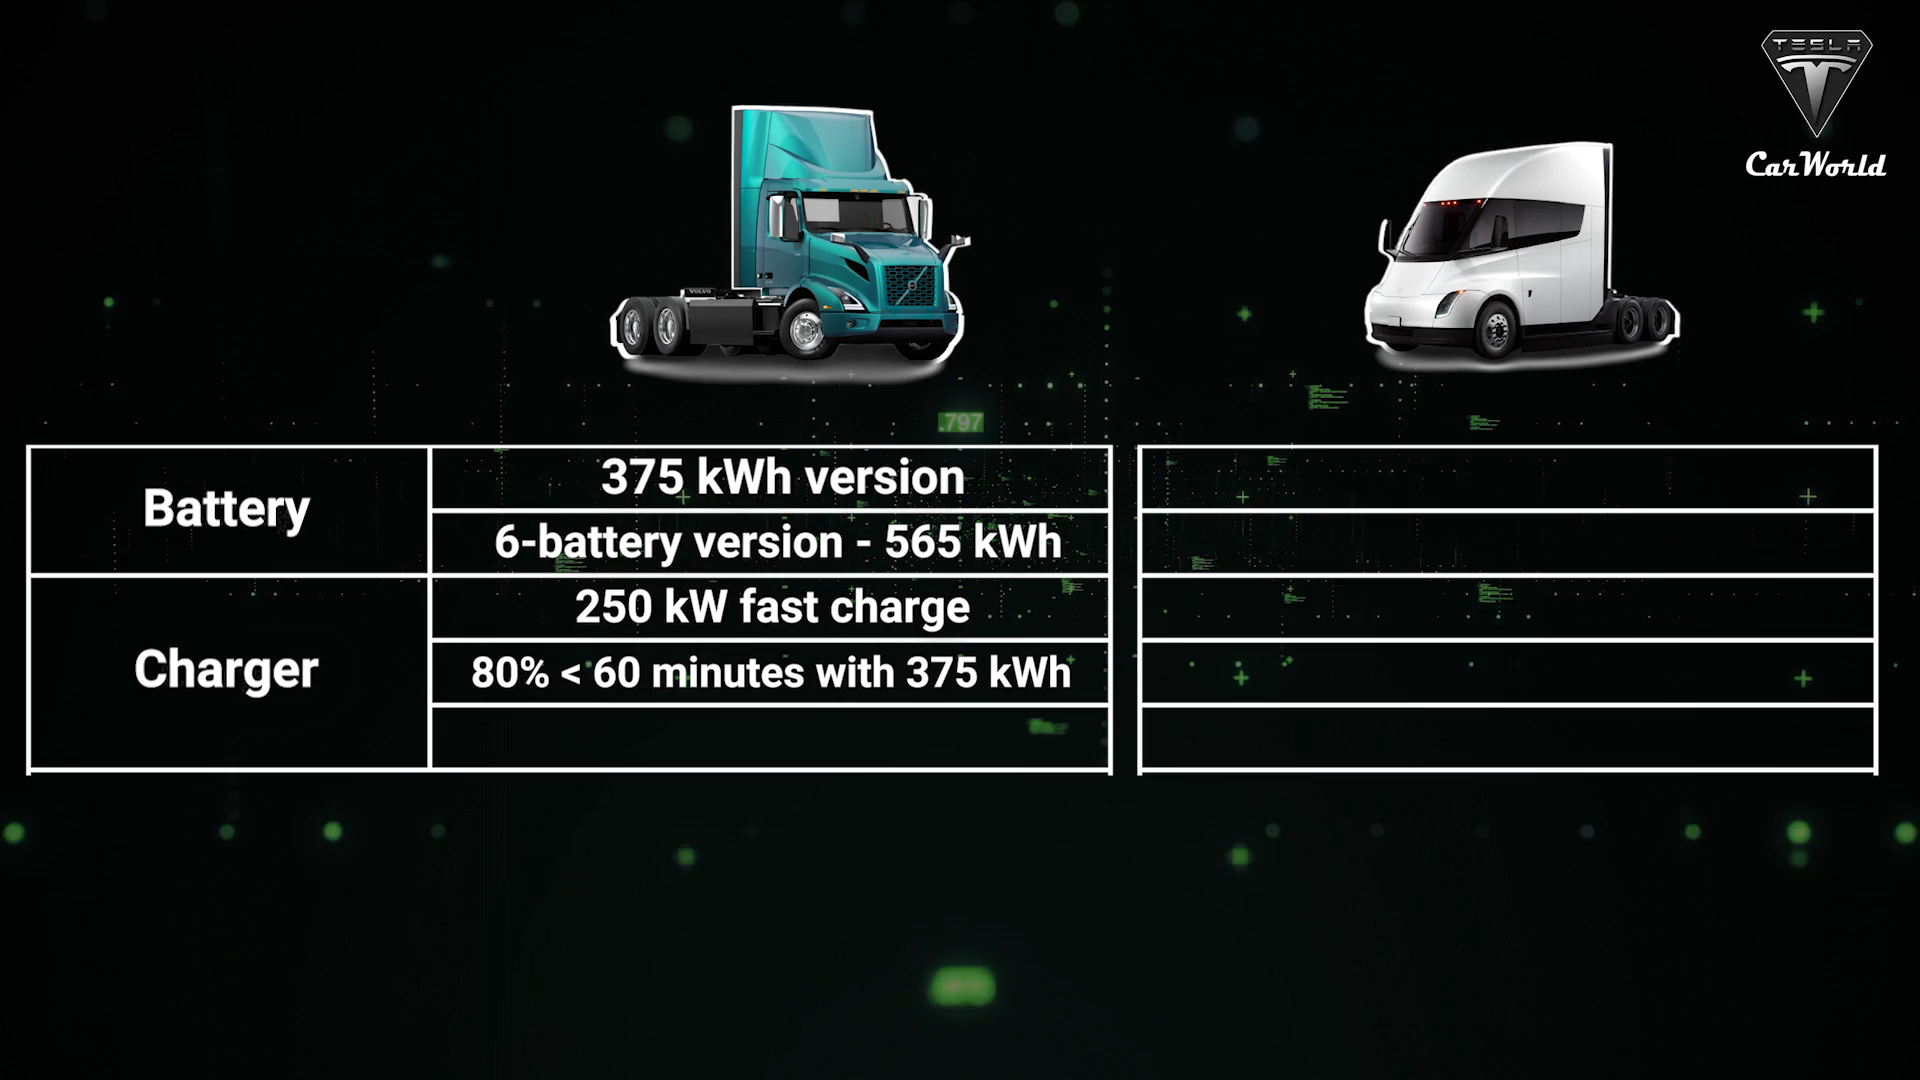 TESLA
CarWorld
VOLVO
.797
Battery
375 kWh version
6-battery version - 565 kWh
Charger
250 kW fast charge
80% < 60 minutes with 375 kWh